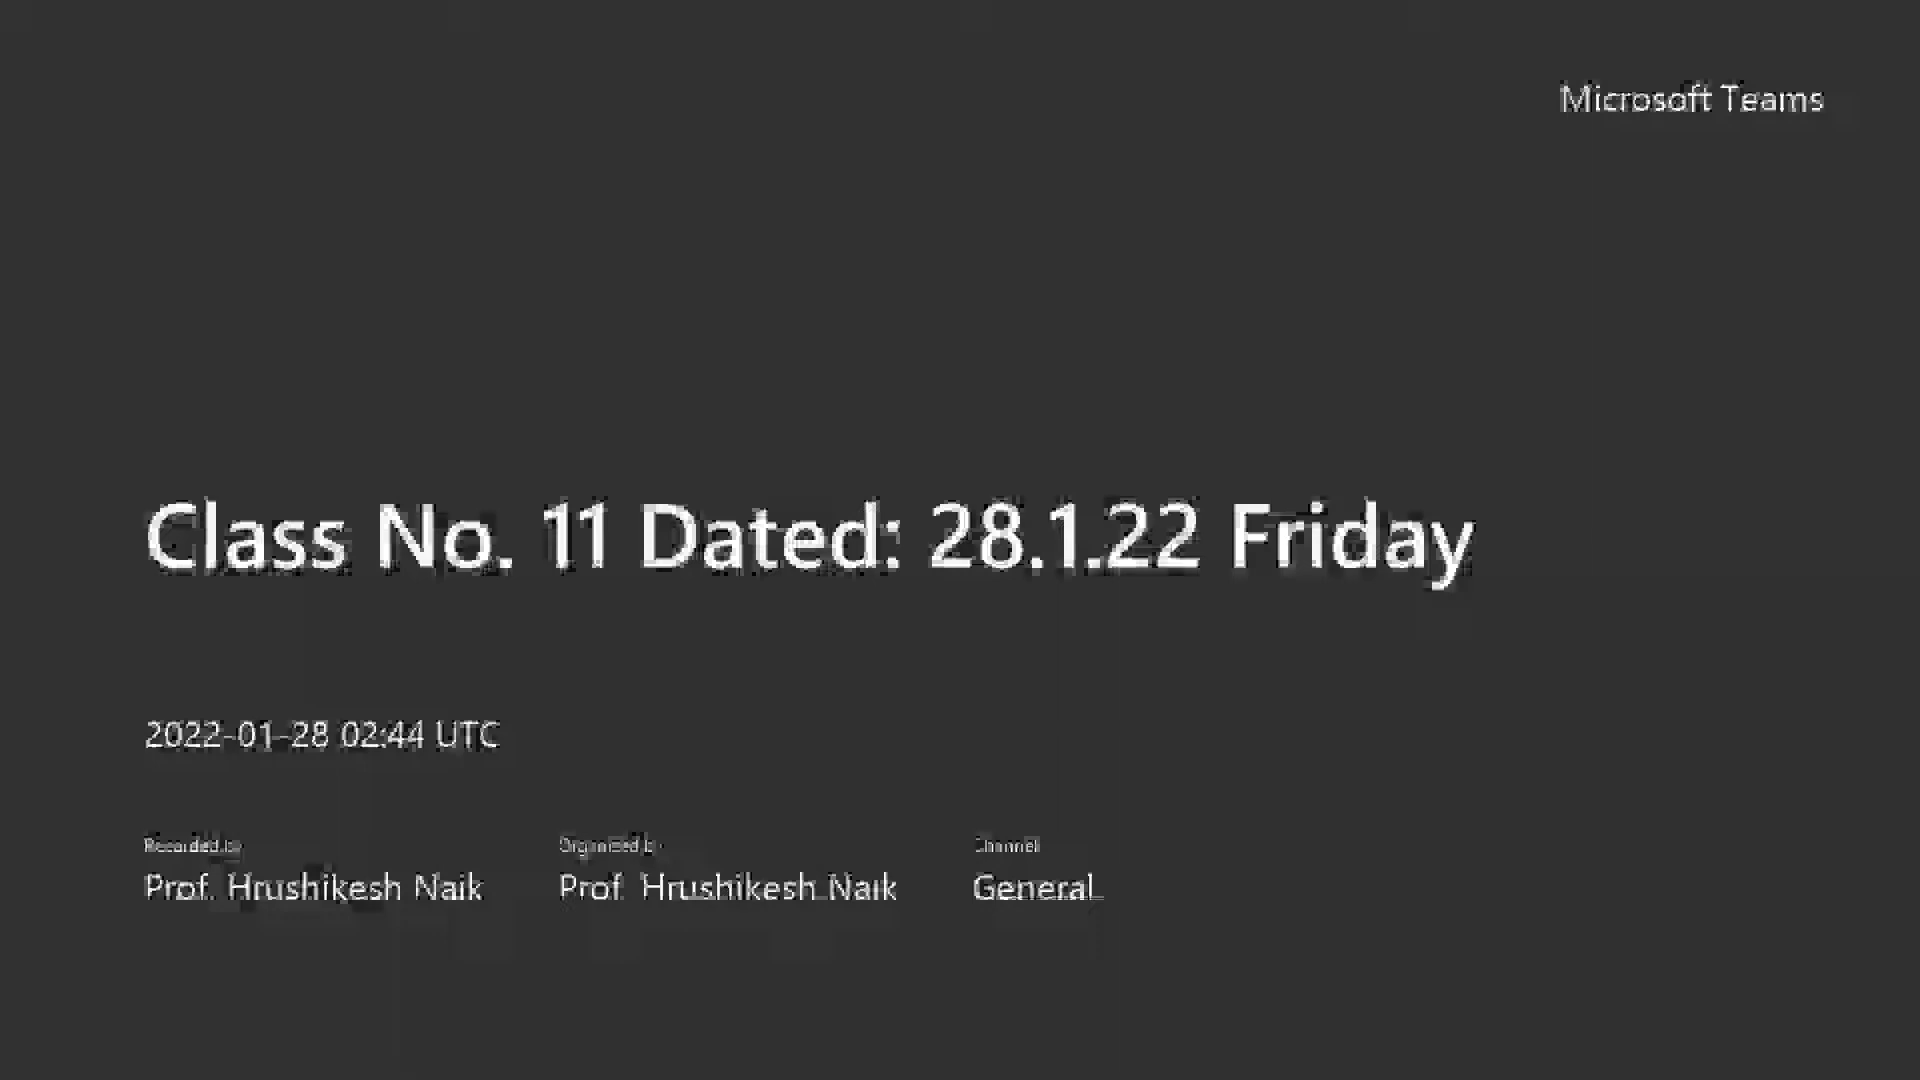 Microsoft Teams
Class No. 11 Dated: 28.1.22 Friday
2022-01-28 02:44 UTC
Recorded by Organized by Channel
Prof. Hrushikesh Naik Prof. Hrushikesh Naik General